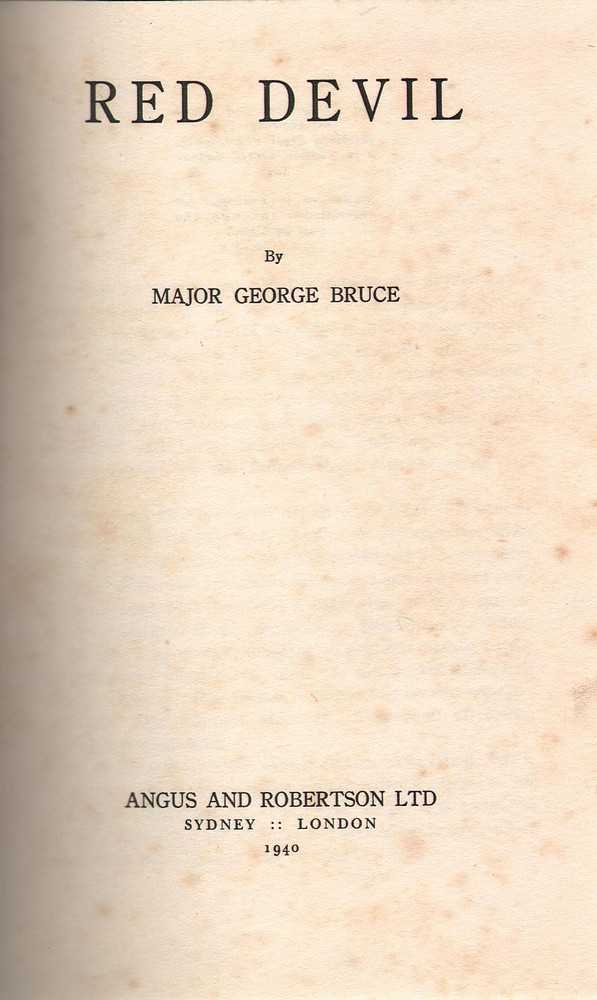 RED DEVIL
By
MAJOR GEORGE BRUCE
ANGUS AND ROBERTSON LTD
SYDNEY :: LONDON
1940